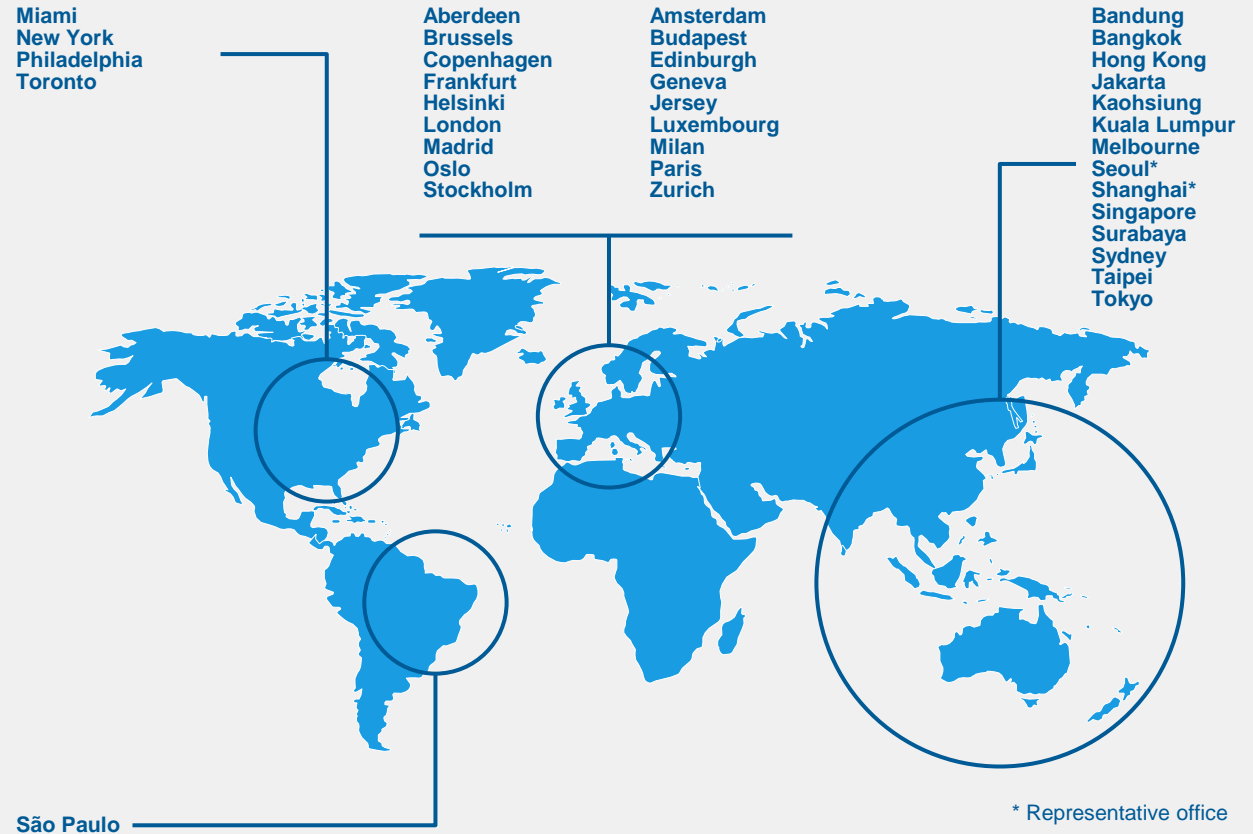 Miami
New York
Philadelphia
Toronto
Aberdeen
Brussels
Copenhagen
Frankfurt
Helsinki
London
Madrid
Oslo
Stockholm
Amsterdam
Budapest
Edinburgh
Geneva
Jersey
Luxembourg
Milan
Paris
Zurich
Bandung
Bangkok
Hong Kong
Jakarta
Kaohsiung
Kuala Lumpur
Melbourne
Seoul*
Shanghai*
Singapore
Surabaya
Sydney
Taipei
Tokyo
São Paulo
* Representative office